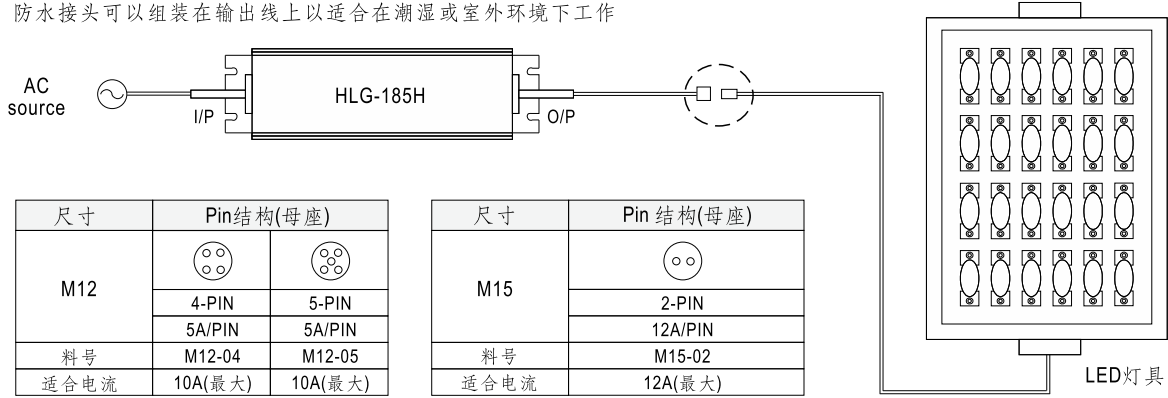 防水接头可以组装在输出线上以适合在潮湿或室外环境下工作
AC
source
I/P
HLG-185H
O/P
尺寸 Pin结构(母座)
M12
4-PIN 5-PIN
5A/PIN 5A/PIN
料号 M12-04 M12-05
适合电流 10A(最大) 10A(最大)
尺寸 Pin 结构(母座)
M15
2-PIN
12A/PIN
料号 M15-02
适合电流 12A(最大)
LED灯具